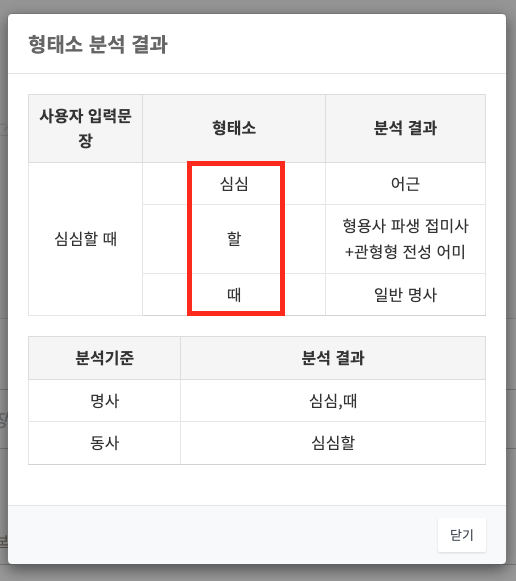 형태소 분석 결과
사용자 입력문
장
형태소
분석 결과
심심할 때
심심
어근
할
형용사 파생 접미사
+관형형 전성 어미
때
일반 명사
분석기준
분석 결과
명사
심심,때
동사
심심할
닫기